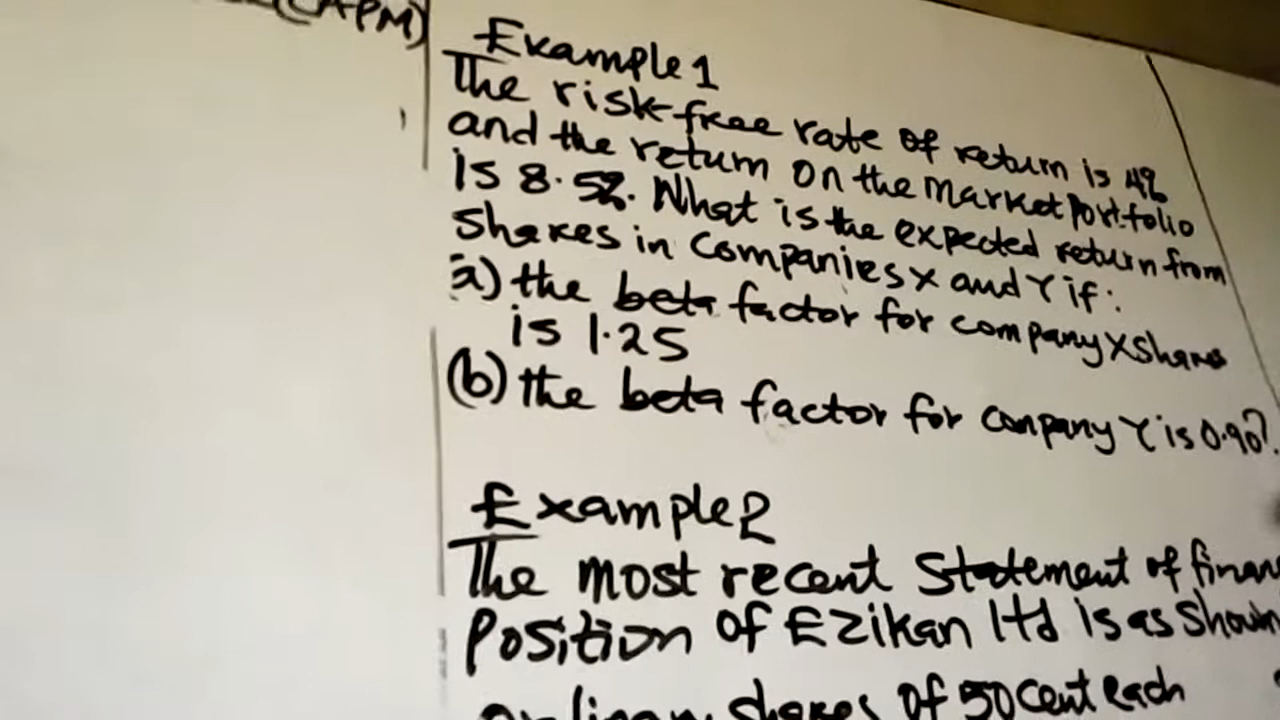 (CAPM)
Example 1
The risk-free rate of return is 4%
and the return on the market portfolio
is 8.5%. What is the expected return from
shares in companies X and Y if:
a) the beta factor for company X shares
is 1.25
(b) the beta factor for company Y is 0.90?
Example 2
The most recent statement of finan
position of Ezikan ltd is as shown
shares of 50 cent each